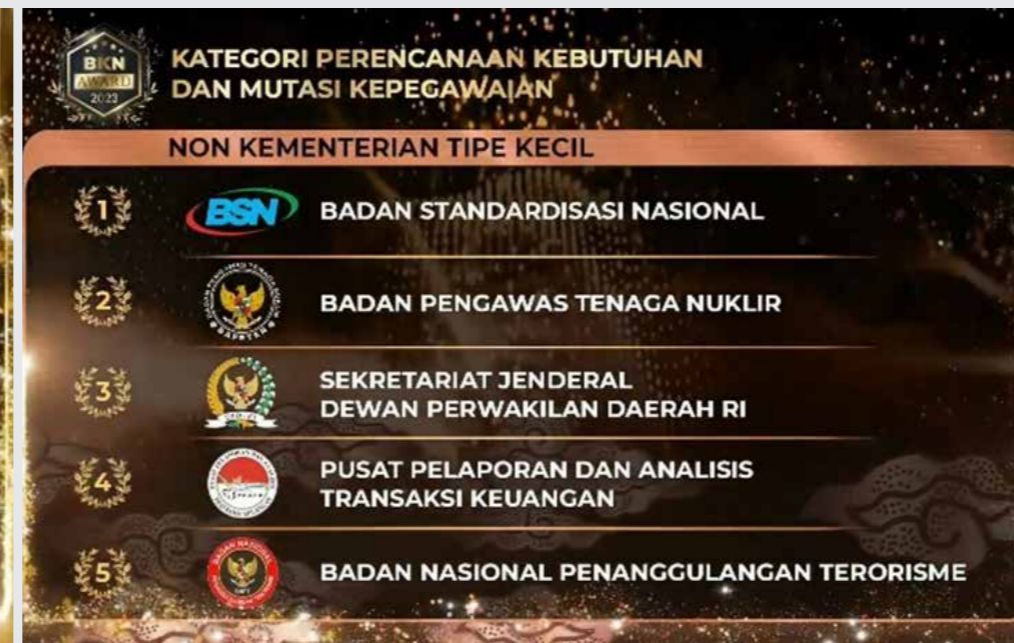 BKN
AWARD
2023
KATEGORI PERENCANAAN KEBUTUHAN
DAN MUTASI KEPEGAWAIAN
NON KEMENTERIAN TIPE KECIL
1
BSN
BADAN STANDARDISASI NASIONAL
2
BADAN PENGAWAS TENAGA NUKLIR
3
SEKRETARIAT JENDERAL
DEWAN PERWAKILAN DAERAH RI
4
PUSAT PELAPORAN DAN ANALISIS
TRANSAKSI KEUANGAN
5
BADAN NASIONAL PENANGGULANGAN TERORISME